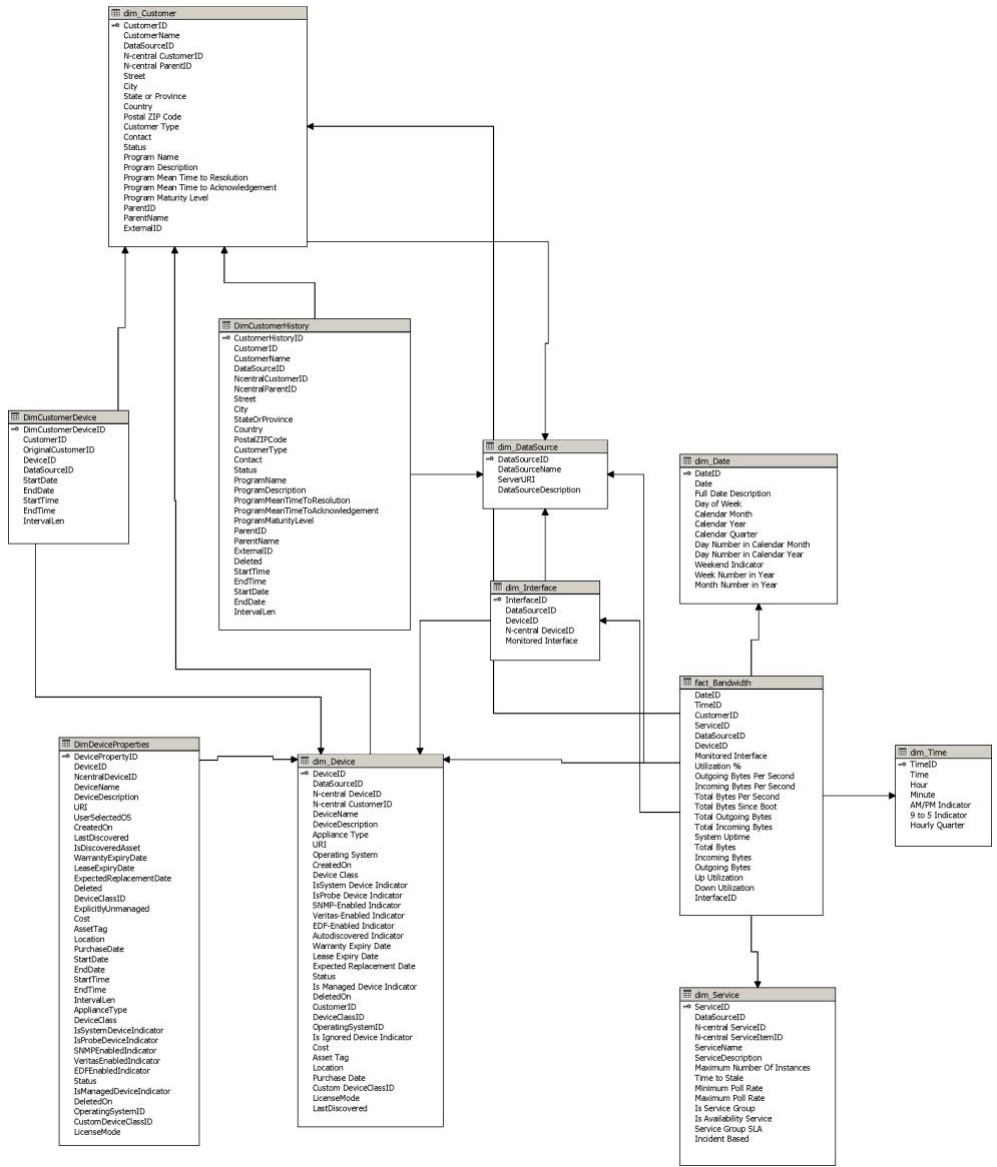 dim_Customer
CustomerID
CustomerName
DataSourceID
N-central CustomerID
N-central ParentID
Street
City
State or Province
Country
Postal ZIP Code
Customer Type
Contact
Status
Program Name
Program Description
Program Mean Time to Resolution
Program Mean Time to Acknowledgement
Program Maturity Level
ParentID
ParentName
ExternalID
DimCustomerHistory
CustomerHistoryID
CustomerID
CustomerName
DataSourceID
NcentralCustomerID
NcentralParentID
Street
City
StateOrProvince
Country
PostalZIPCode
CustomerType
Contact
Status
ProgramName
ProgramDescription
ProgramMeanTimeToResolution
ProgramMeanTimeToAcknowledgement
ProgramMaturityLevel
ParentID
ParentName
ExternalID
Deleted
StartTime
EndTime
StartDate
EndDate
IntervalLen
DimCustomerDevice
DimCustomerDeviceID
CustomerID
OriginalCustomerID
DeviceID
DataSourceID
StartDate
EndDate
StartTime
EndTime
IntervalLen
dim_DataSource
DataSourceID
DataSourceName
ServerURI
DataSourceDescription
dim_Date
DateID
Date
Full Date Description
Day of Week
Calendar Month
Calendar Year
Calendar Quarter
Day Number in Calendar Month
Day Number in Calendar Year
Weekend Indicator
Week Number in Year
Month Number in Year
dim_Interface
InterfaceID
DataSourceID
DeviceID
N-central DeviceID
Monitored Interface
fact_Bandwidth
DateID
TimeID
CustomerID
ServiceID
DataSourceID
DeviceID
Monitored Interface
Utilization %
Outgoing Bytes Per Second
Incoming Bytes Per Second
Total Bytes Per Second
Total Bytes Since Boot
Total Outgoing Bytes
Total Incoming Bytes
System Uptime
Total Bytes
Incoming Bytes
Outgoing Bytes
Up Utilization
Down Utilization
InterfaceID
DimDeviceProperties
DevicePropertyID
DeviceID
NcentralDeviceID
DeviceName
DeviceDescription
URI
UserSelectedOS
CreatedOn
LastDiscovered
IsDiscoveredAsset
WarrantyExpiryDate
LeaseExpiryDate
ExpectedReplacementDate
Deleted
DeviceClassID
ExplicitlyUnmanaged
Cost
AssetTag
Location
PurchaseDate
StartDate
EndDate
StartTime
EndTime
IntervalLen
ApplianceType
DeviceClass
IsSystemDeviceIndicator
IsProbeDeviceIndicator
SNMPEnabledIndicator
VeritasEnabledIndicator
EDFEnabledIndicator
Status
IsManagedDeviceIndicator
DeletedOn
OperatingSystemID
CustomDeviceClassID
LicenseMode
dim_Device
DeviceID
DataSourceID
N-central DeviceID
N-central CustomerID
DeviceName
DeviceDescription
Appliance Type
URI
Operating System
CreatedOn
Device Class
IsSystem Device Indicator
IsProbe Device Indicator
SNMP-Enabled Indicator
Veritas-Enabled Indicator
EDF-Enabled Indicator
Autodiscovered Indicator
Warranty Expiry Date
Lease Expiry Date
Expected Replacement Date
Status
Is Managed Device Indicator
DeletedOn
CustomerID
DeviceClassID
OperatingSystemID
Is Ignored Device Indicator
Cost
Asset Tag
Location
Purchase Date
Custom DeviceClassID
LicenseMode
LastDiscovered
dim_Time
TimeID
Time
Hour
Minute
AM/PM Indicator
9 to 5 Indicator
Hourly Quarter
dim_Service
ServiceID
DataSourceID
N-central ServiceID
N-central ServiceItemID
ServiceName
ServiceDescription
Maximum Number Of Instances
Time to Stale
Minimum Poll Rate
Maximum Poll Rate
Is Service Group
Is Availability Service
Service Group SLA
Incident Based